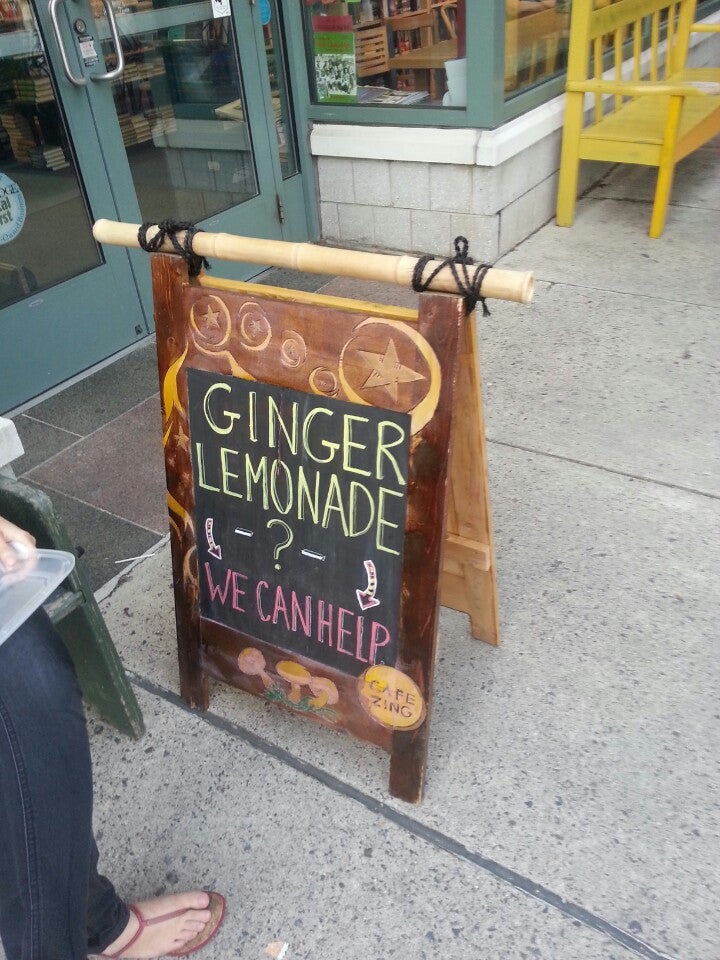 GINGER
LEMONADE
- ? -
WE CAN HELP
CAFE
ZING